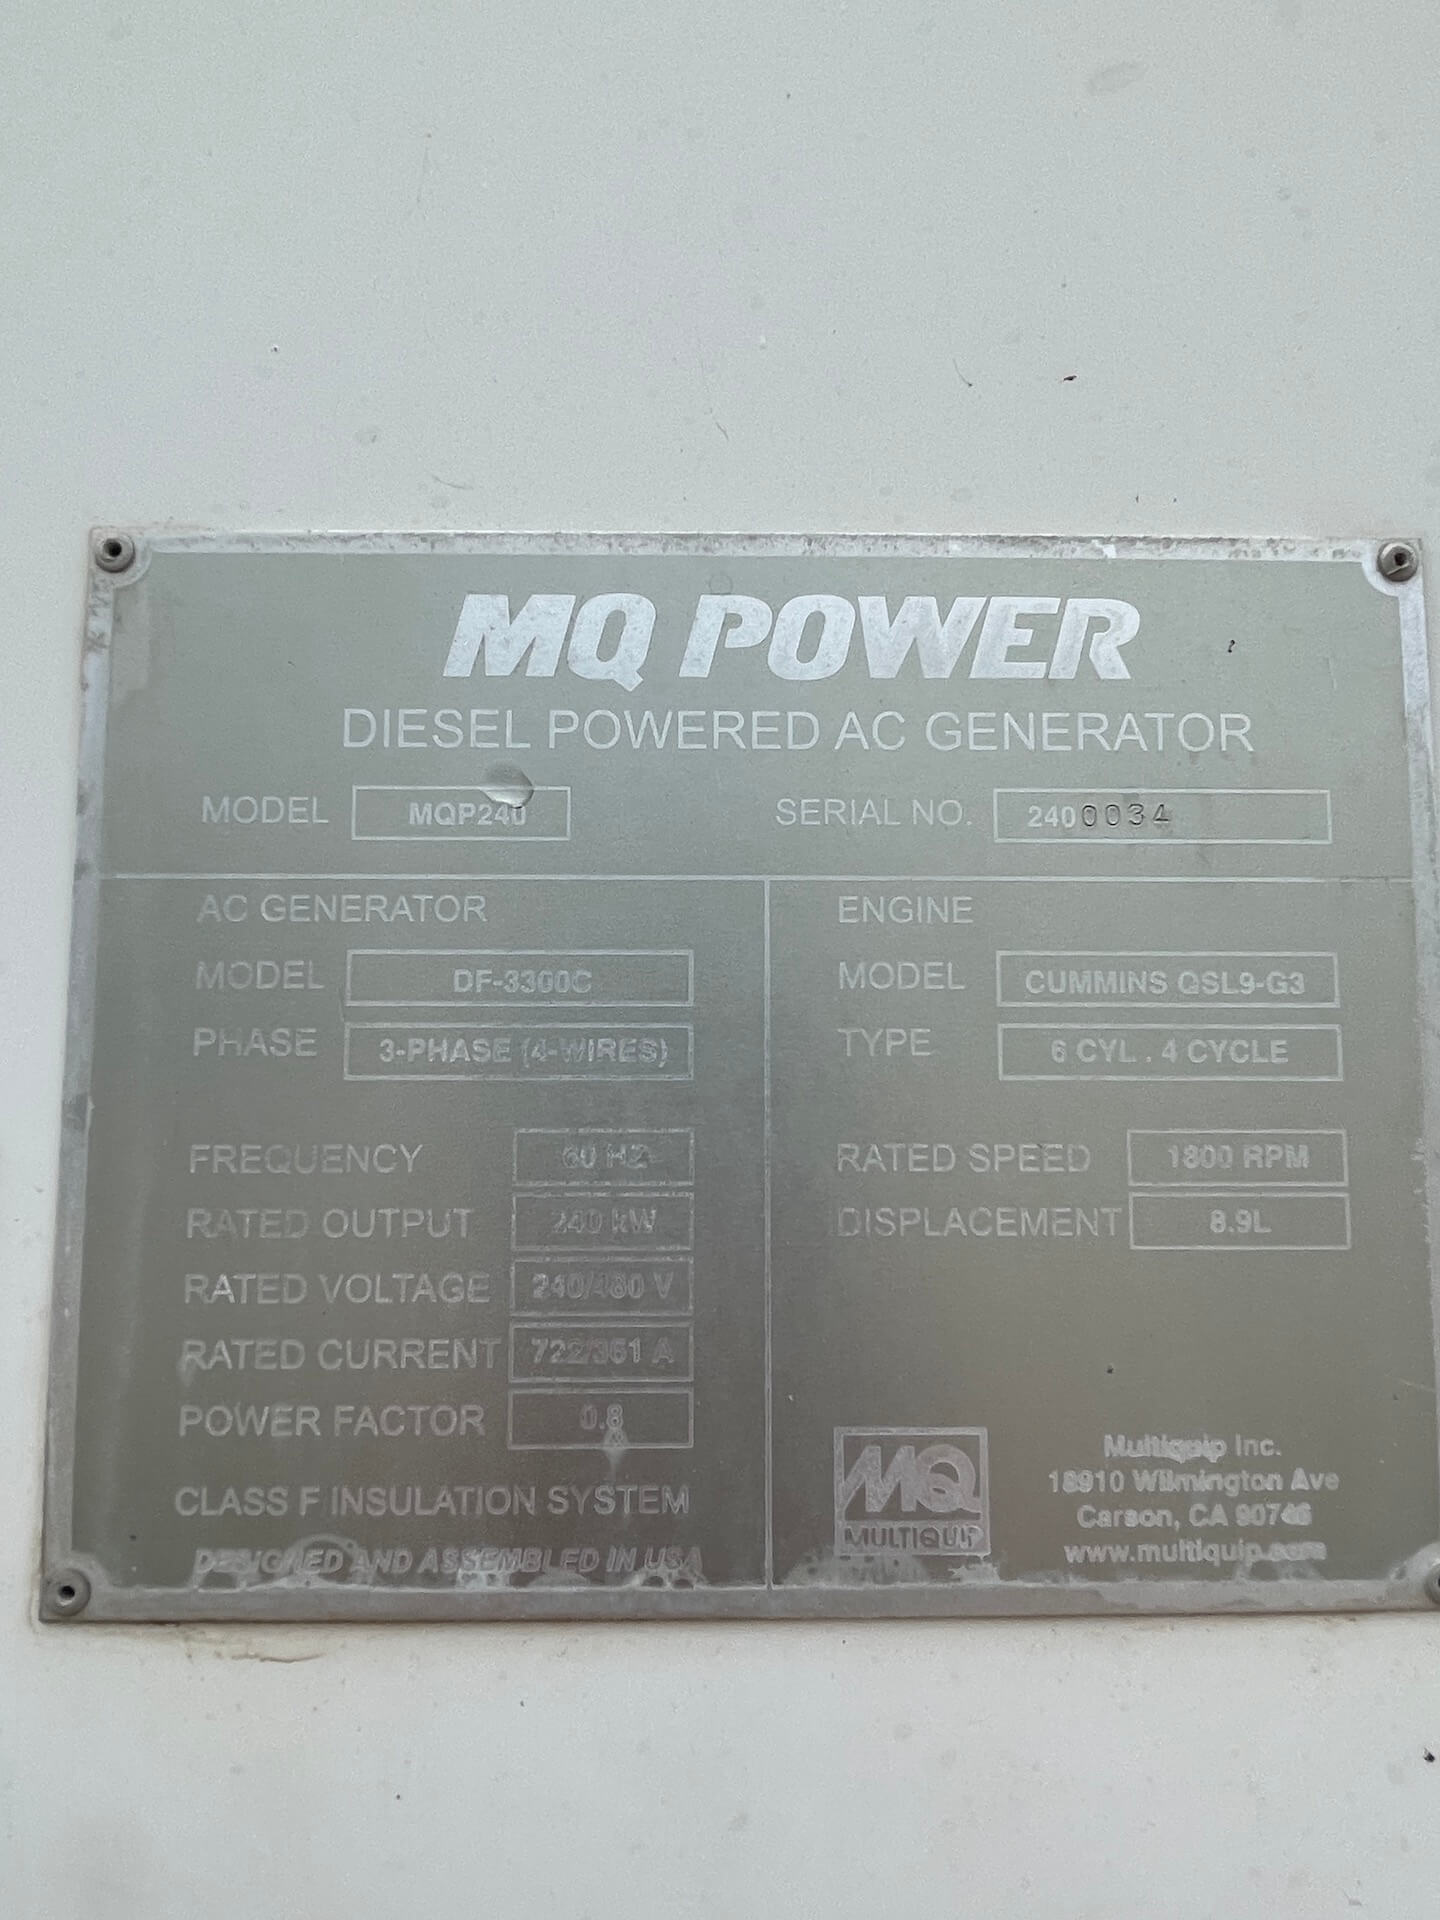 MQ POWER
DIESEL POWERED AC GENERATOR
MODEL MQP240 SERIAL NO. 2400034
AC GENERATOR
MODEL DF-3300C
PHASE 3-PHASE (4-WIRES)
FREQUENCY 60 HZ
RATED OUTPUT 240 kW
RATED VOLTAGE 240/480 V
RATED CURRENT 722/361 A
POWER FACTOR 0.8
CLASS F INSULATION SYSTEM
DESIGNED AND ASSEMBLED IN USA
ENGINE
MODEL CUMMINS QSL9-G3
TYPE 6 CYL . 4 CYCLE
RATED SPEED 1800 RPM
DISPLACEMENT 8.9L
MQ
MULTIQUIP
Multiquip Inc.
18910 Wilmington Ave
Carson, CA 90746
www.multiquip.com